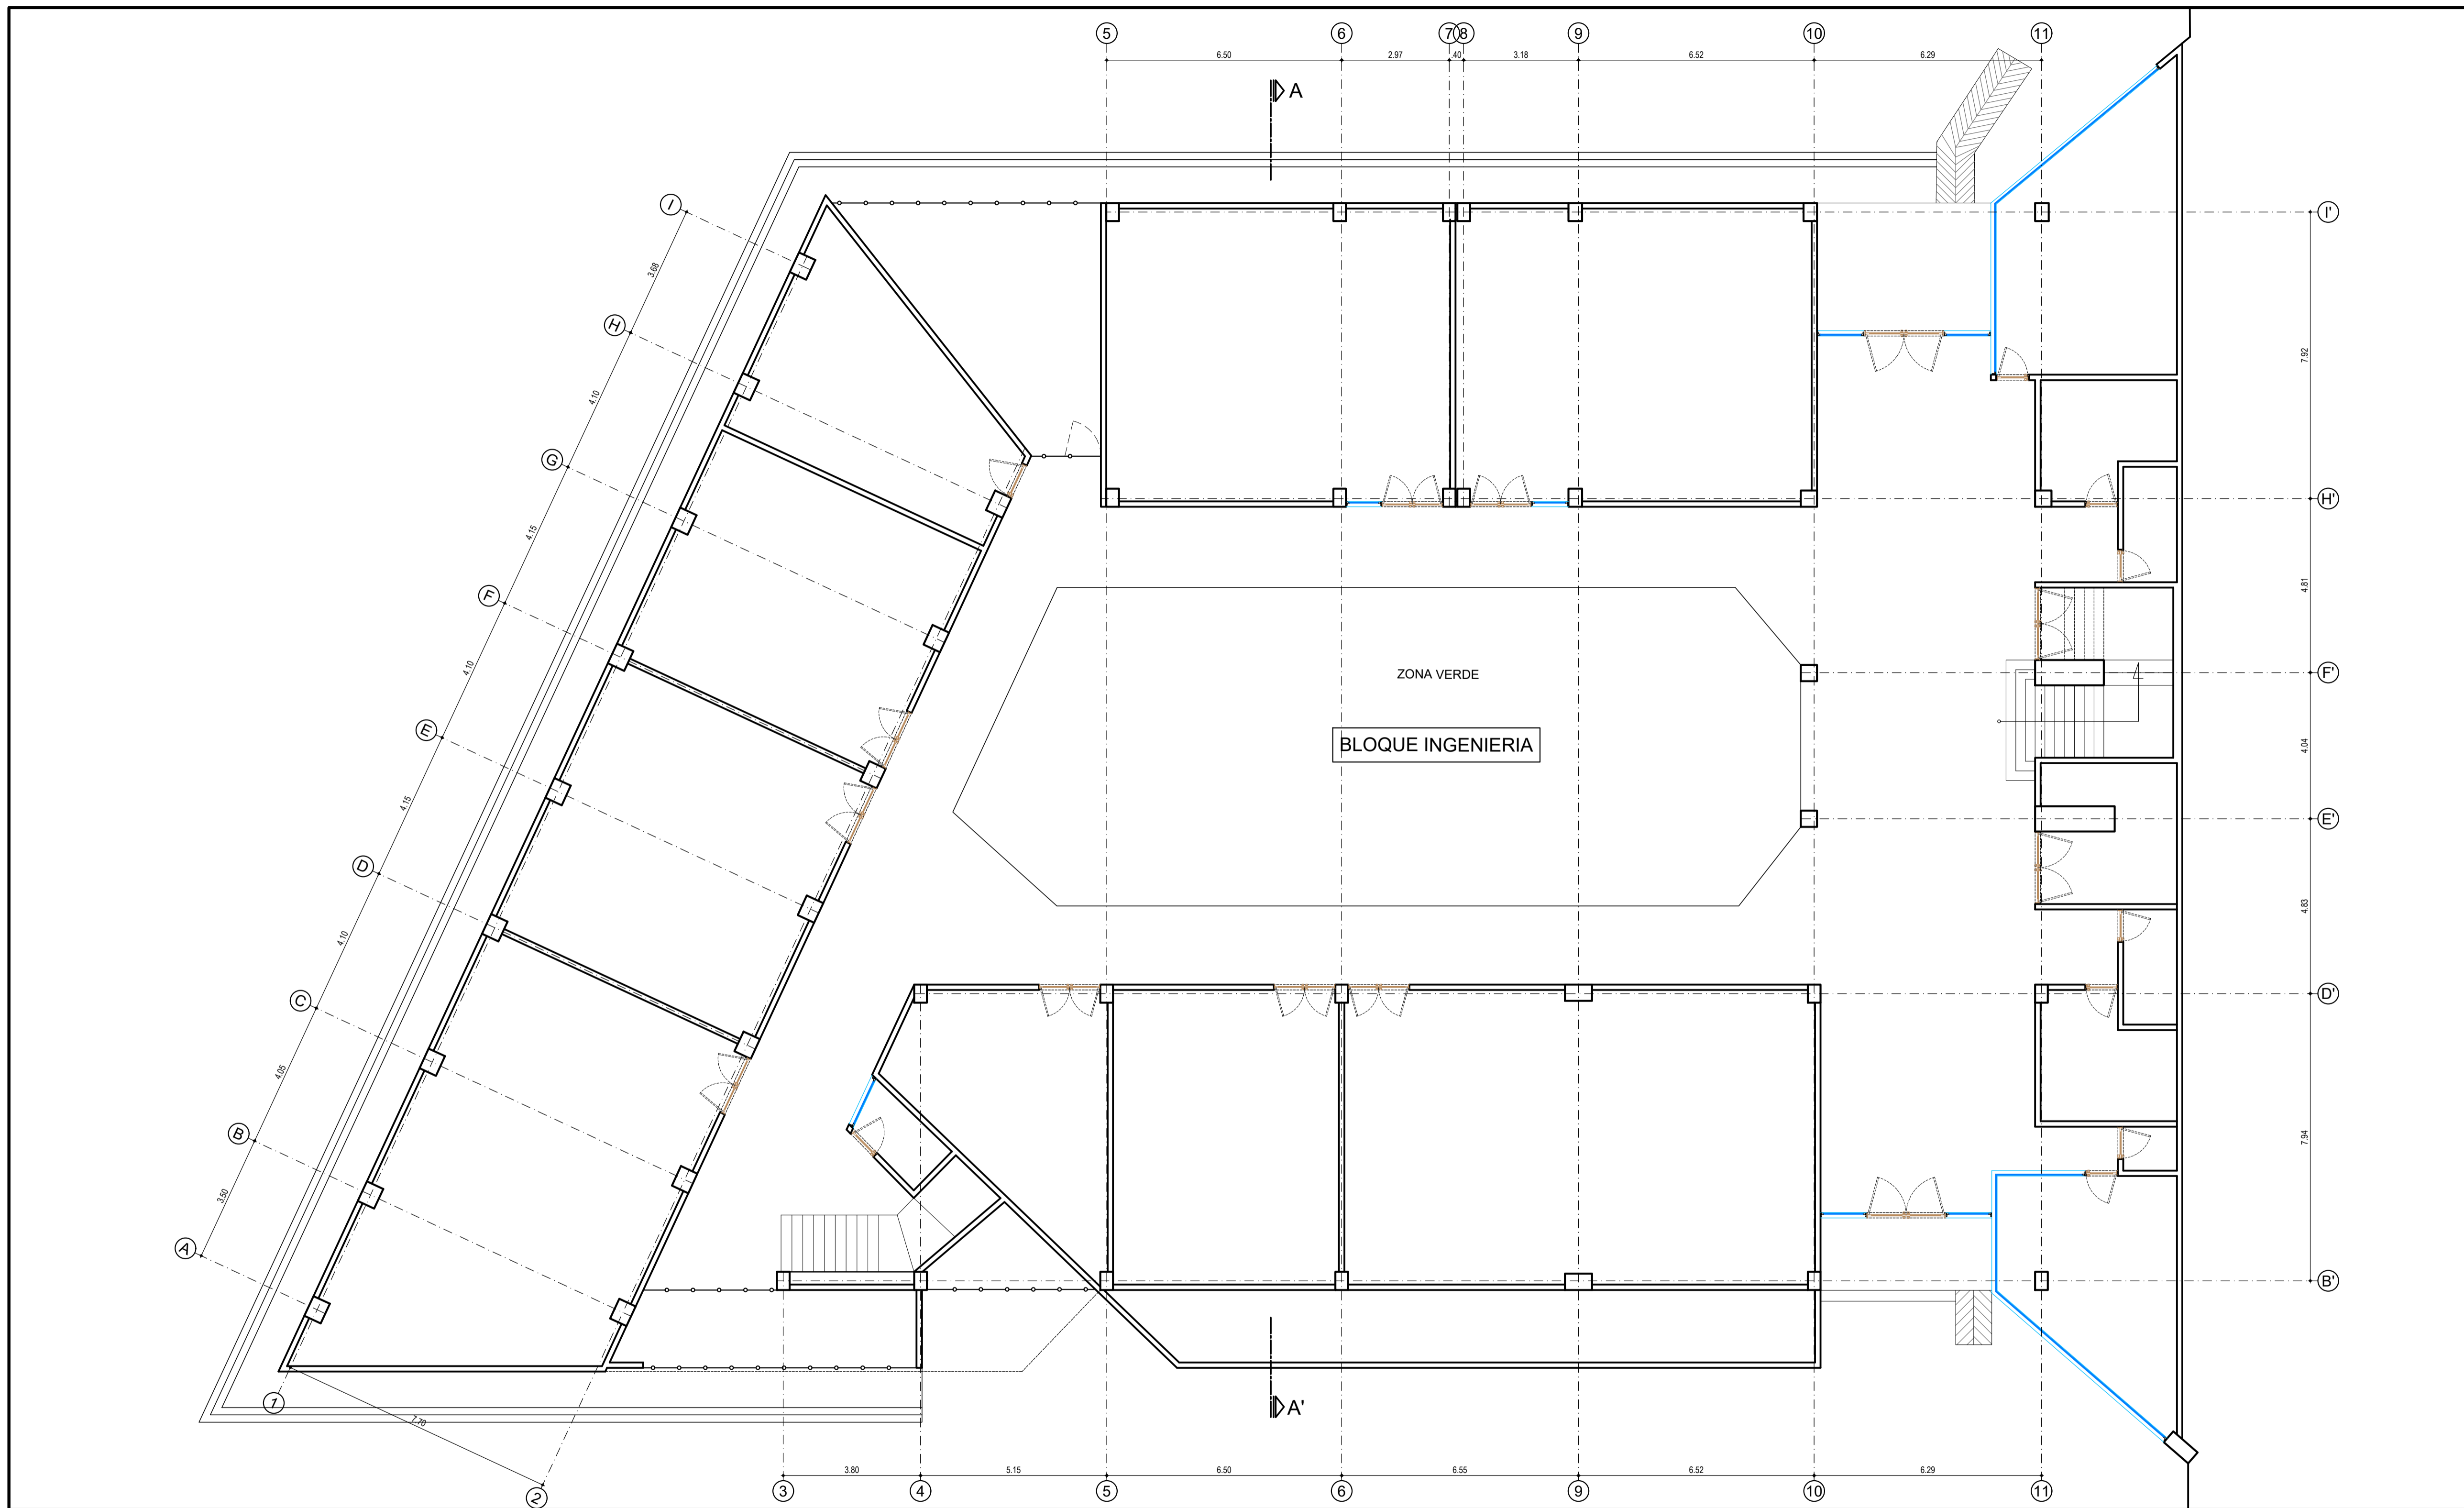 5 6 7 8 9 10 11
6.50 2.97 .40 3.18 6.52 6.29
A
I
I'
3.68
H
7.92
4.10
G
H'
4.15
4.81
F
ZONA VERDE
F'
4.10
E
BLOQUE INGENIERIA
4.04
4.15
E'
D
4.83
4.10
C
D'
4.05
B
7.94
3.50
A
B'
1
A'
7.70
3.80 5.15 6.50 6.55 6.52 6.29
2 3 4 5 6 9 10 11